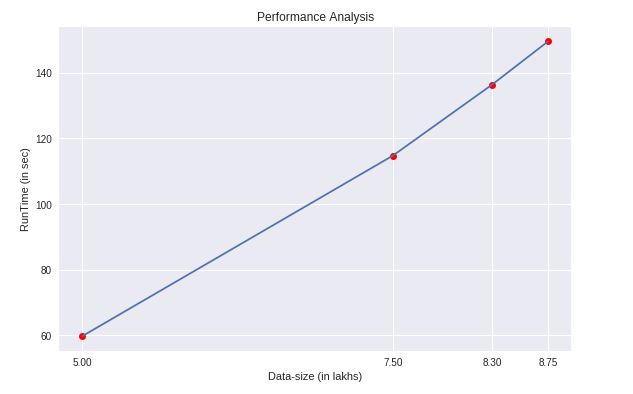 Performance Analysis
140
120
100
80
60
RunTime (in sec)
5.00 7.50 8.30 8.75
Data-size (in lakhs)